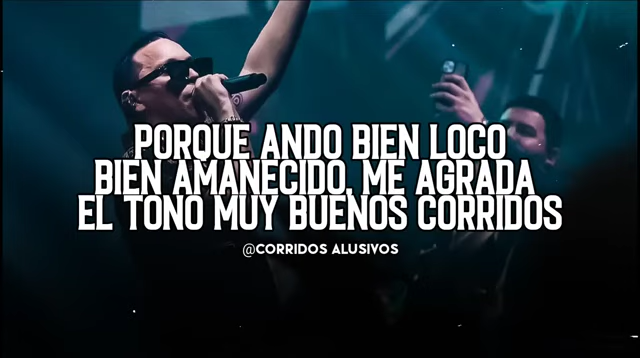 PORQUE ANDO BIEN LOCO
BIEN AMANECIDO, ME AGRADA
EL TONO MUY BUENOS CORRIDOS
@CORRIDOS ALUSIVOS